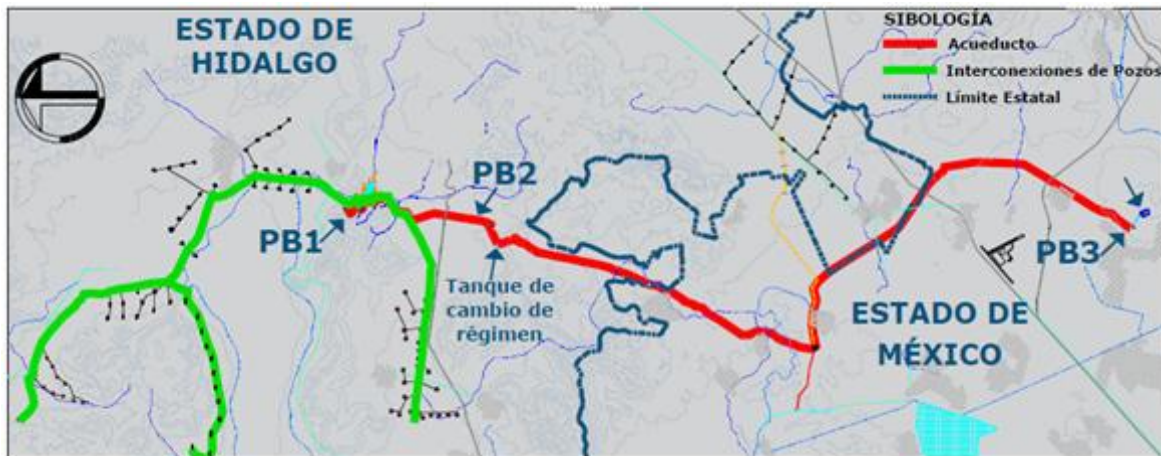 ESTADO DE
HIDALGO
SIBOLOGÍA
Acueducto
Interconexiones de Pozos
Límite Estatal
PB2
PB1
Tanque de
cambio de
régimen
PB3
ESTADO DE
MÉXICO